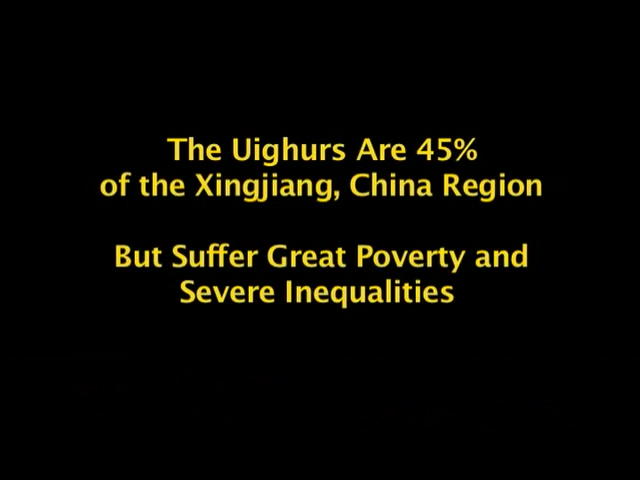 The Uighurs Are 45%
of the Xingjiang, China Region
But Suffer Great Poverty and
Severe Inequalities